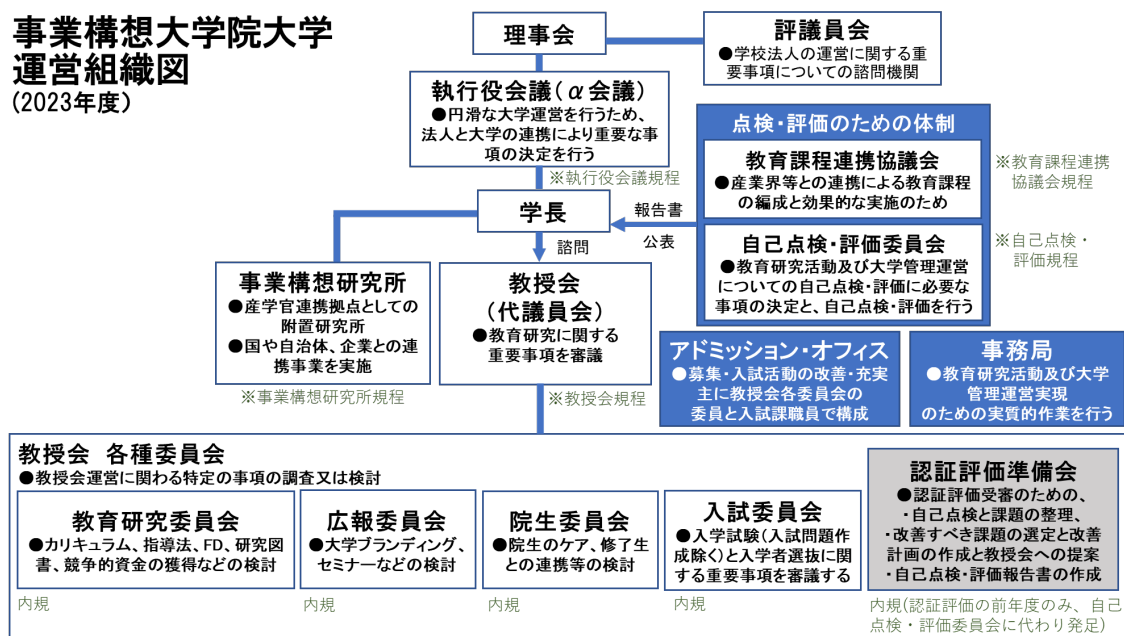 事業構想大学院大学
運営組織図
(2023年度)
理事会
評議員会
●学校法人の運営に関する重
要事項についての諮問機関
執行役会議(α会議)
●円滑な大学運営を行うため、
法人と大学の連携により重要な事
項の決定を行う
※執行役会議規程
点検・評価のための体制
教育課程連携協議会
●産業界等との連携による教育課程
の編成と効果的な実施のため
※教育課程連携
協議会規程
学長
報告書
公表
諮問
自己点検・評価委員会
●教育研究活動及び大学管理運営
についての自己点検・評価に必要な
事項の決定と、自己点検・評価を行う
※自己点検・
評価規程
事業構想研究所
●産学官連携拠点としての
附置研究所
●国や自治体、企業との連
携事業を実施
※事業構想研究所規程
教授会
(代議員会)
●教育研究に関する
重要事項を審議
※教授会規程
アドミッション・オフィス
●募集・入試活動の改善・充実
主に教授会各委員会の
委員と入試課職員で構成
事務局
●教育研究活動及び大学
管理運営実現
のための実質的作業を行う
教授会 各種委員会
●教授会運営に関わる特定の事項の調査又は検討
教育研究委員会
●カリキュラム、指導法、FD、研究図
書、競争的資金の獲得などの検討
内規
広報委員会
●大学ブランディング、
セミナーなどの検討
内規
院生委員会
●院生のケア、修了生
との連携等の検討
内規
入試委員会
●入学試験(入試問題作
成除く)と入学者選抜に関
する重要事項を審議する
内規
認証評価準備会
●認証評価受審のための、
・自己点検と課題の整理、
・改善すべき課題の選定と改善
計画の作成と教授会への提案
・自己点検・評価報告書の作成
内規(認証評価の前年度のみ、自己
点検・評価委員会に代わり発足)